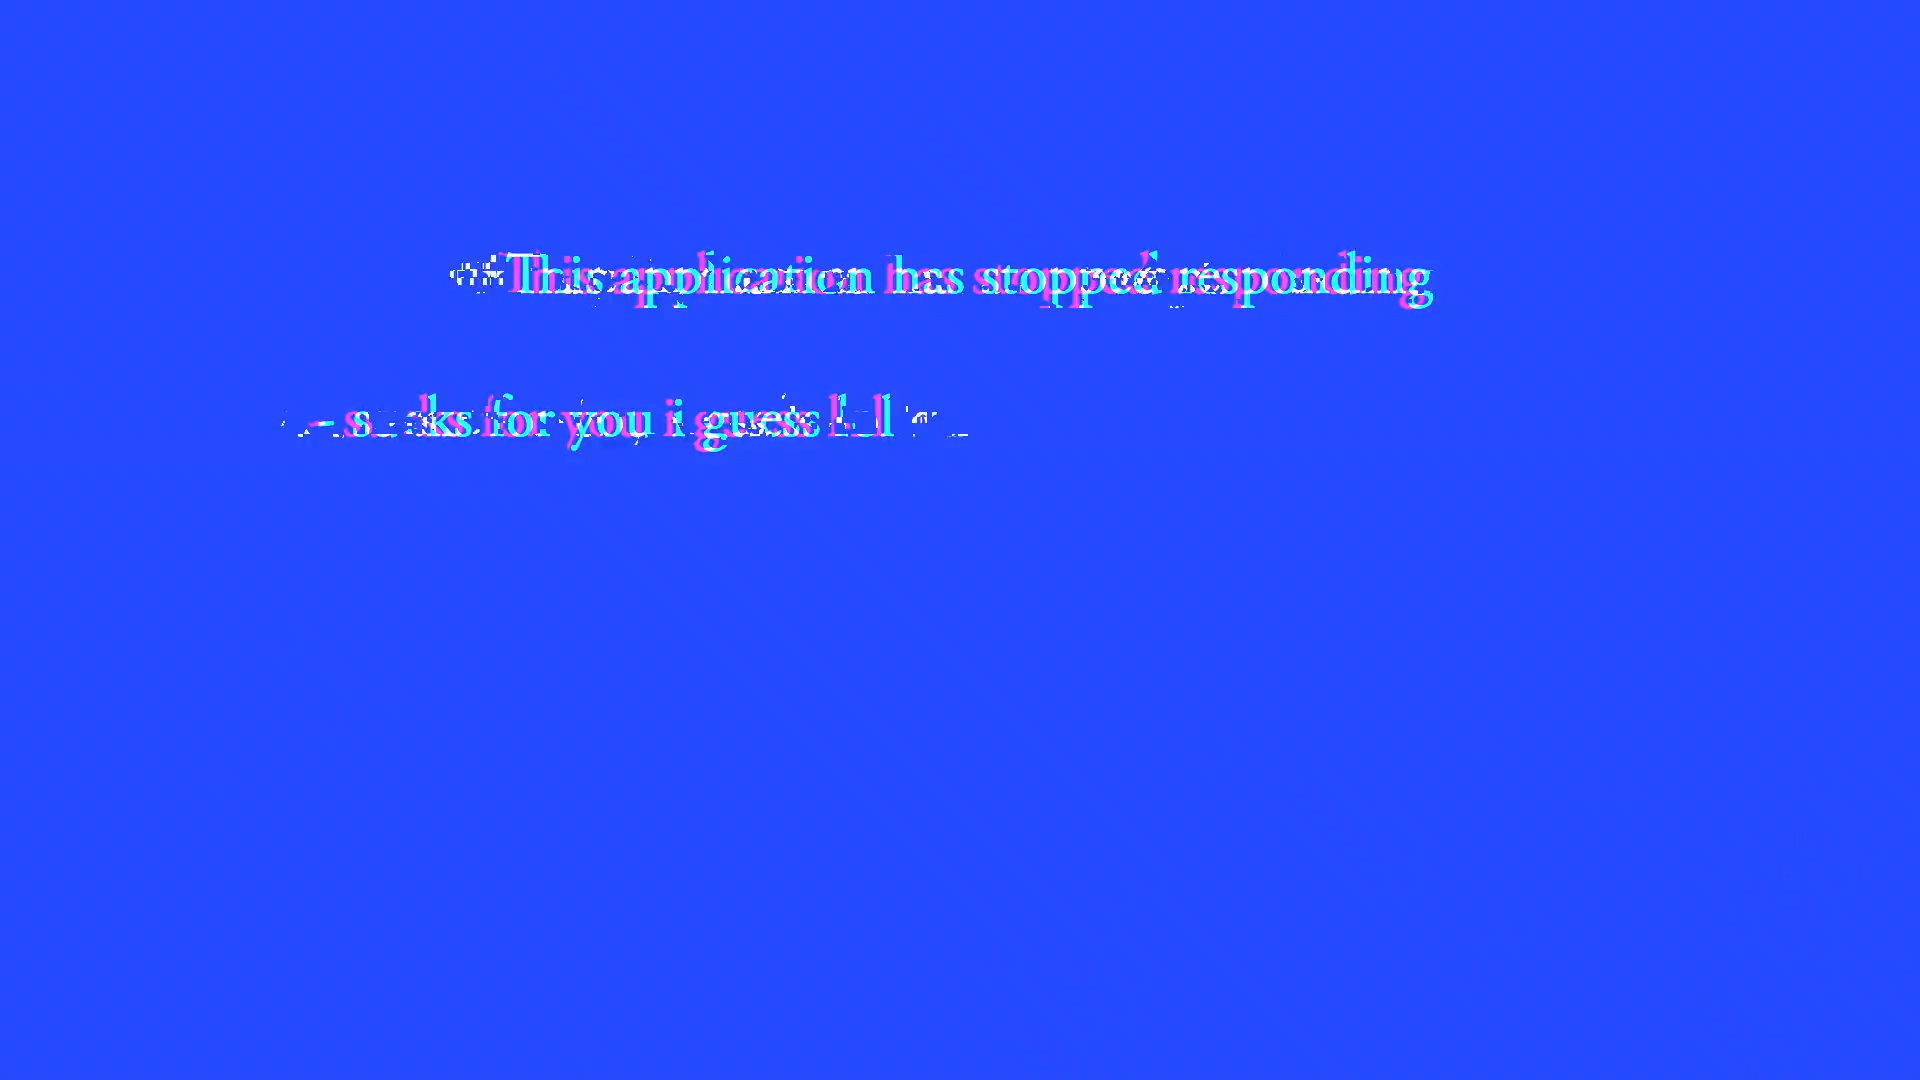 This application has stopped responding
- sucks for you i guess lol